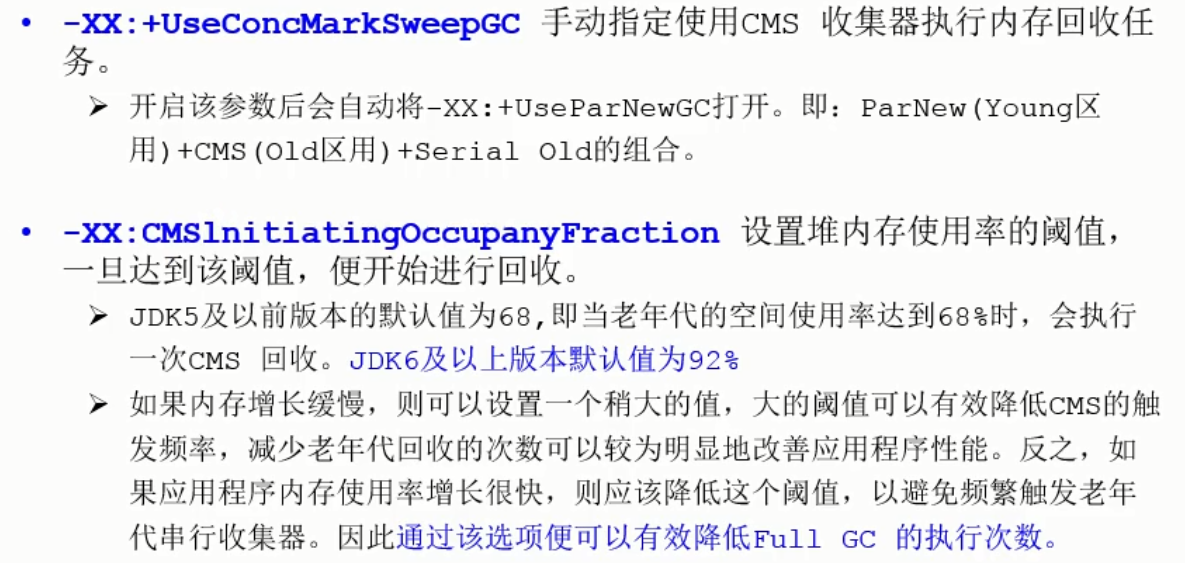 • -XX:+UseConcMarkSweepGC 手动指定使用CMS 收集器执行内存回收任
务。
➤ 开启该参数后会自动将-XX:+UseParNewGC打开。即：ParNew(Young区
用)+CMS(Old区用)+Serial Old的组合。
• -XX:CMSlnitiatingOccupanyFraction 设置堆内存使用率的阈值，
一旦达到该阈值，便开始进行回收。
➤ JDK5及以前版本的默认值为68,即当老年代的空间使用率达到68%时，会执行
一次CMS 回收。JDK6及以上版本默认值为92%
➤ 如果内存增长缓慢，则可以设置一个稍大的值，大的阈值可以有效降低CMS的触
发频率，减少老年代回收的次数可以较为明显地改善应用程序性能。反之，如
果应用程序内存使用率增长很快，则应该降低这个阈值，以避免频繁触发老年
代串行收集器。因此通过该选项便可以有效降低Full GC 的执行次数。